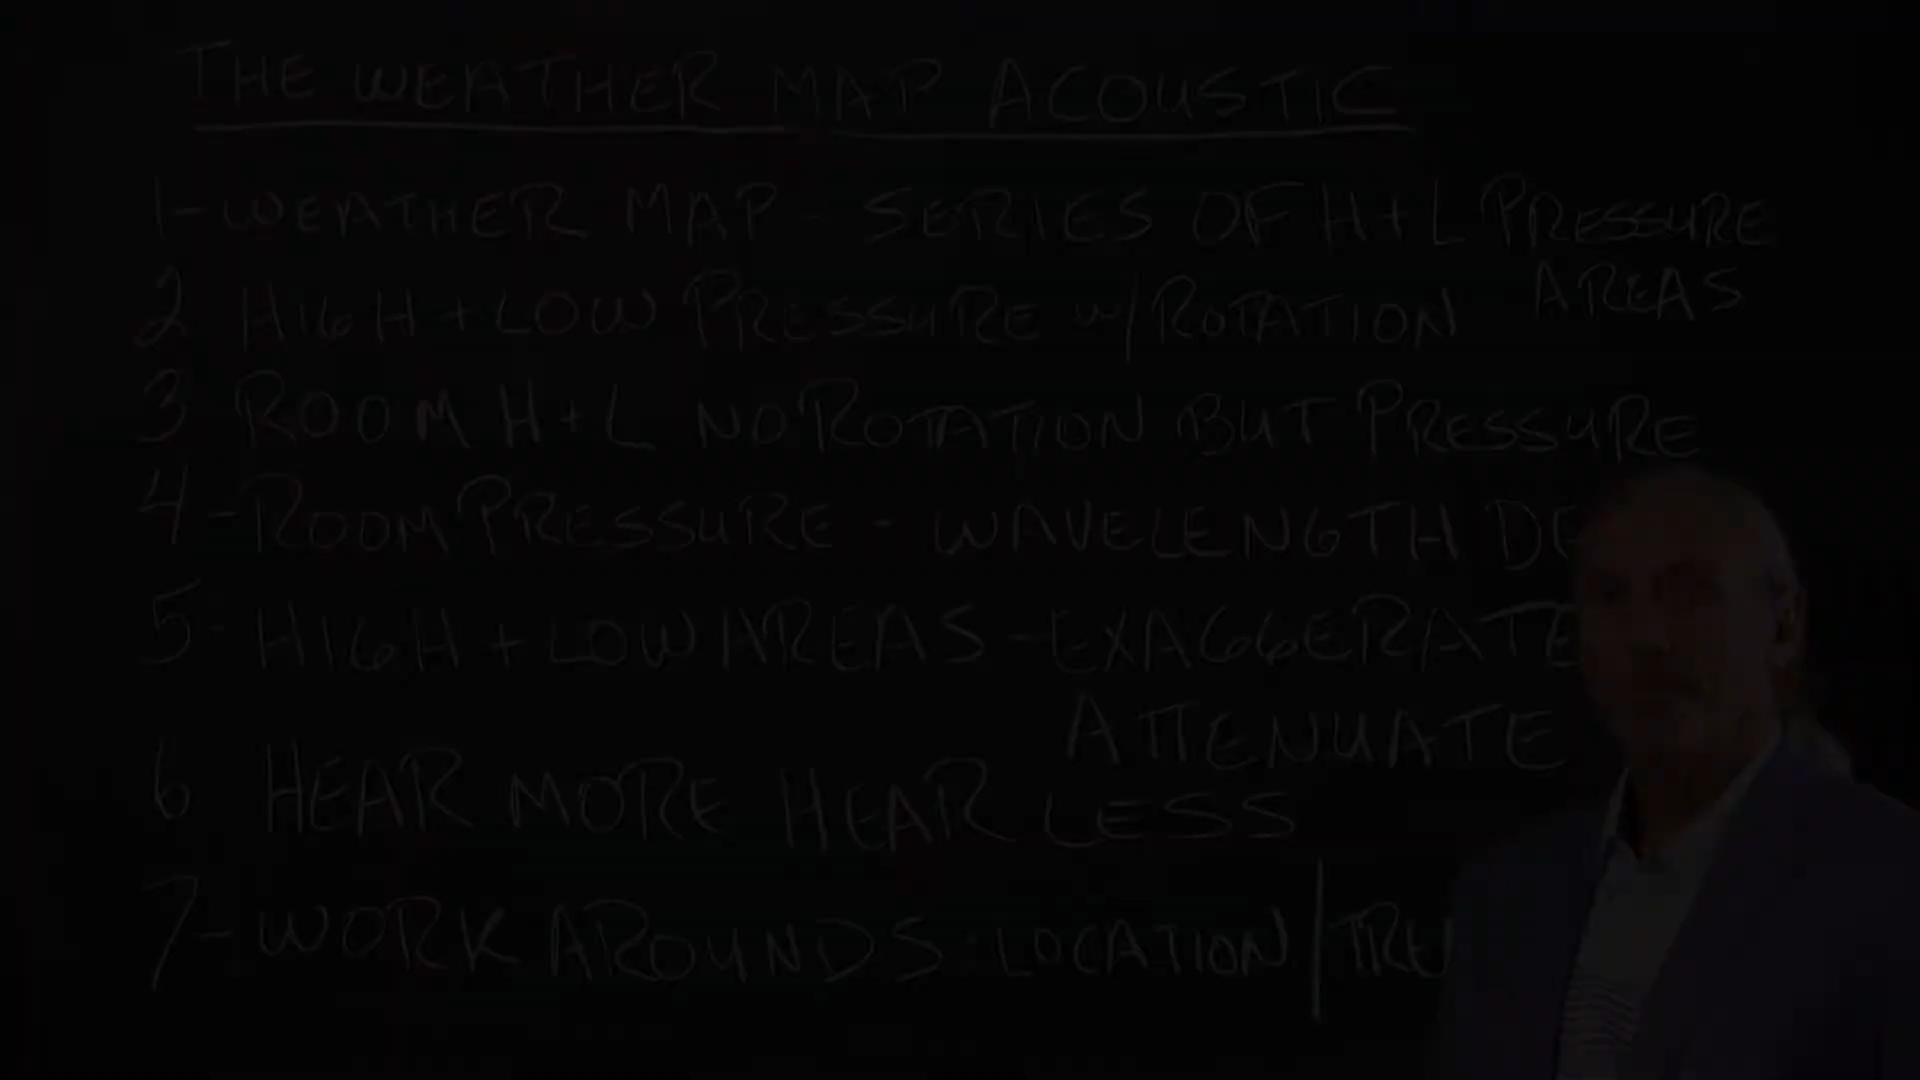 THE WEATHER MAP ACOUSTIC
1-WEATHER MAP - SERIES OF H+L PRESSURE
AREAS
2 HIGH + LOW PRESSURE W/ROTATION
3 ROOM H+L NO ROTATION BUT PRESSURE
4-ROOM PRESSURE - WAVELENGTH DE
5- HIGH + LOW AREAS - EXAGGERATE
ATTENUATE
6 HEAR MORE HEAR LESS
7-WORK AROUNDS LOCATION/TRE